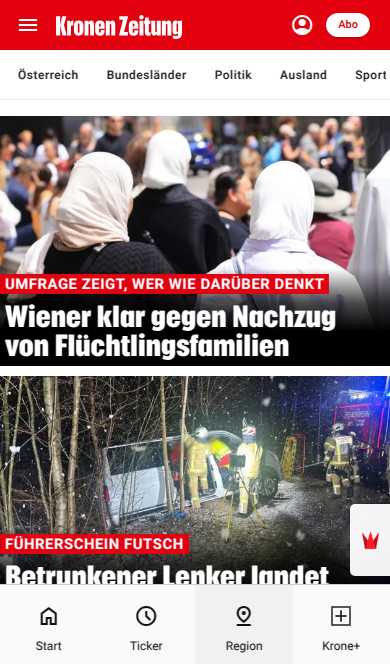 Kronen Zeitung
Abo
Österreich Bundesländer Politik Ausland Sport
UMFRAGE ZEIGT, WER WIE DARÜBER DENKT
Wiener klar gegen Nachzug
von Flüchtlingsfamilien
FÜHRERSCHEIN FUTSCH
Betrunkener Lenker landet
Start Ticker Region Krone+